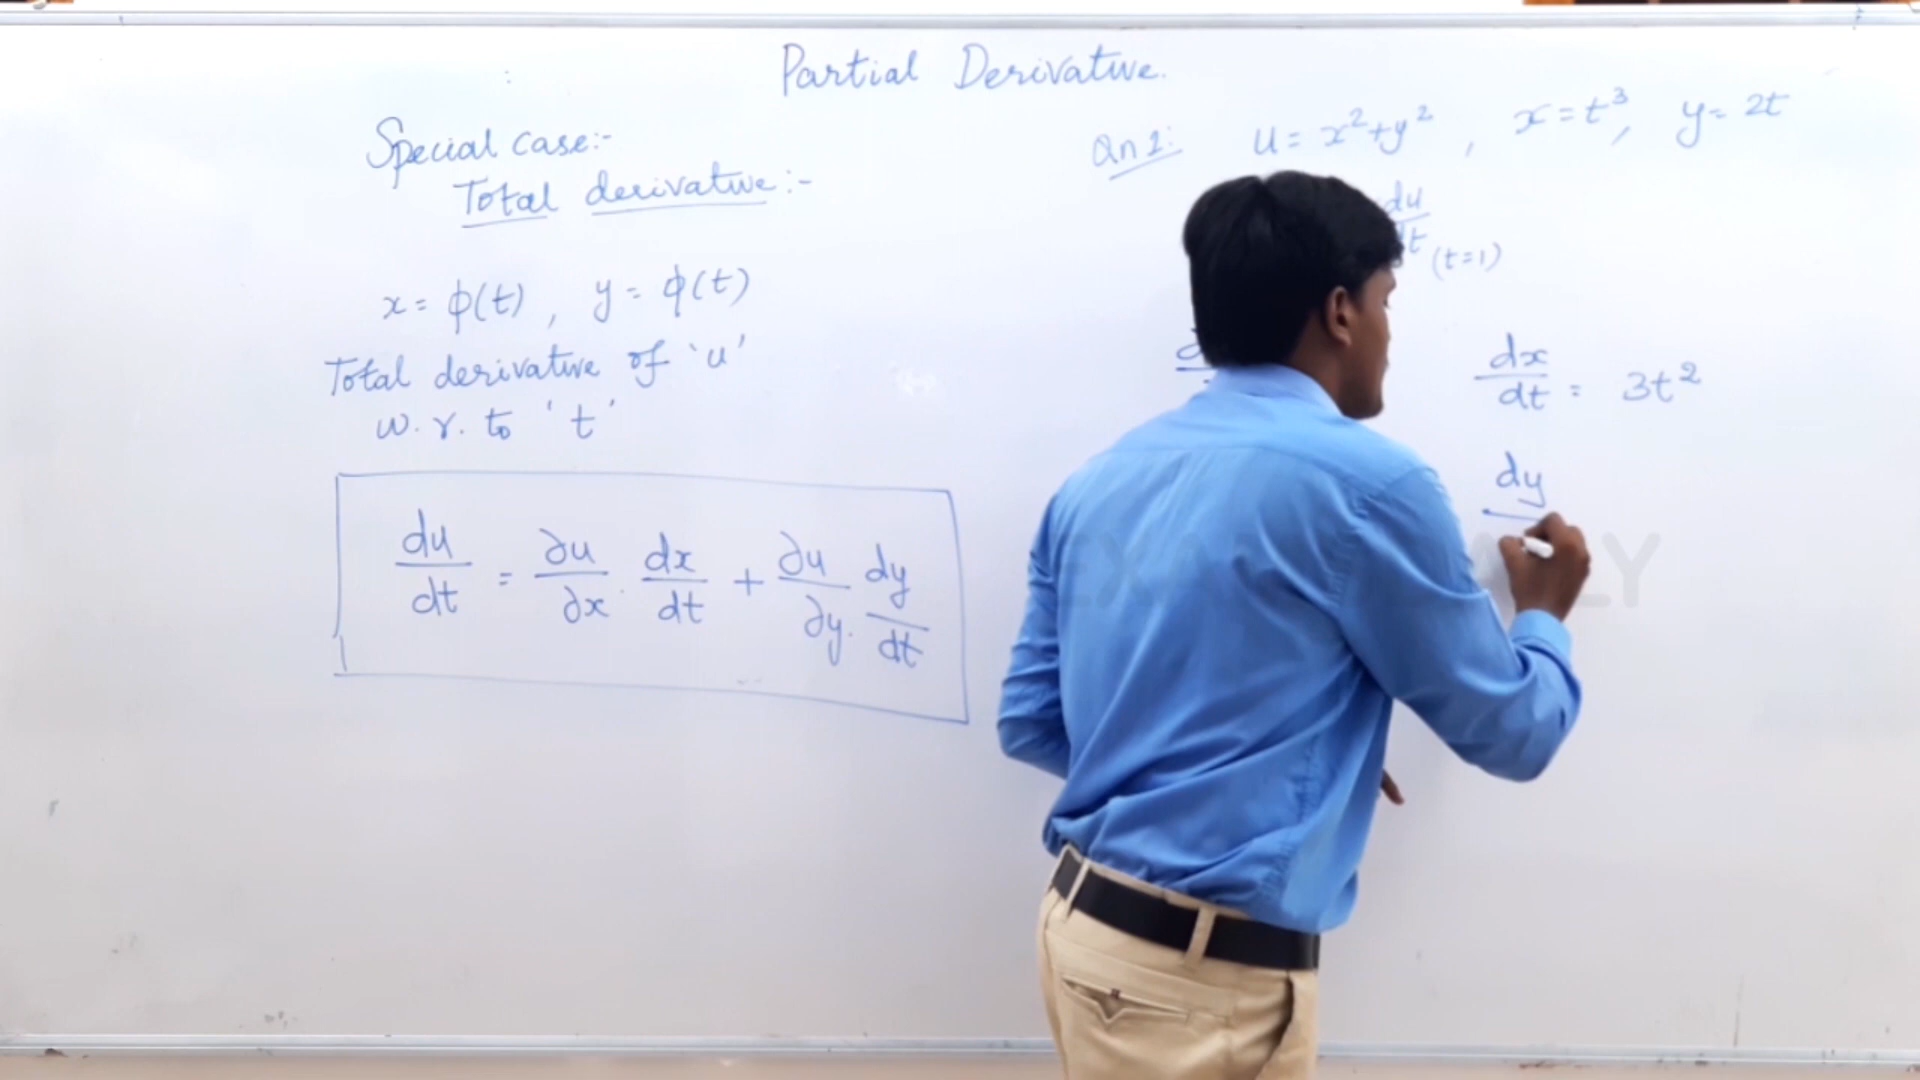 Partial Derivative.
Special case:-
Total derivative:-
x = ϕ(t) , y = ϕ(t)
Total derivative of 'u'
w.r.to 't'
du/dt = ∂u/∂x . dx/dt + ∂u/∂y . dy/dt
Qn 1: u = x²+y² , x = t³, y = 2t
du/dt (t=1)
dx/dt = 3t²
dy